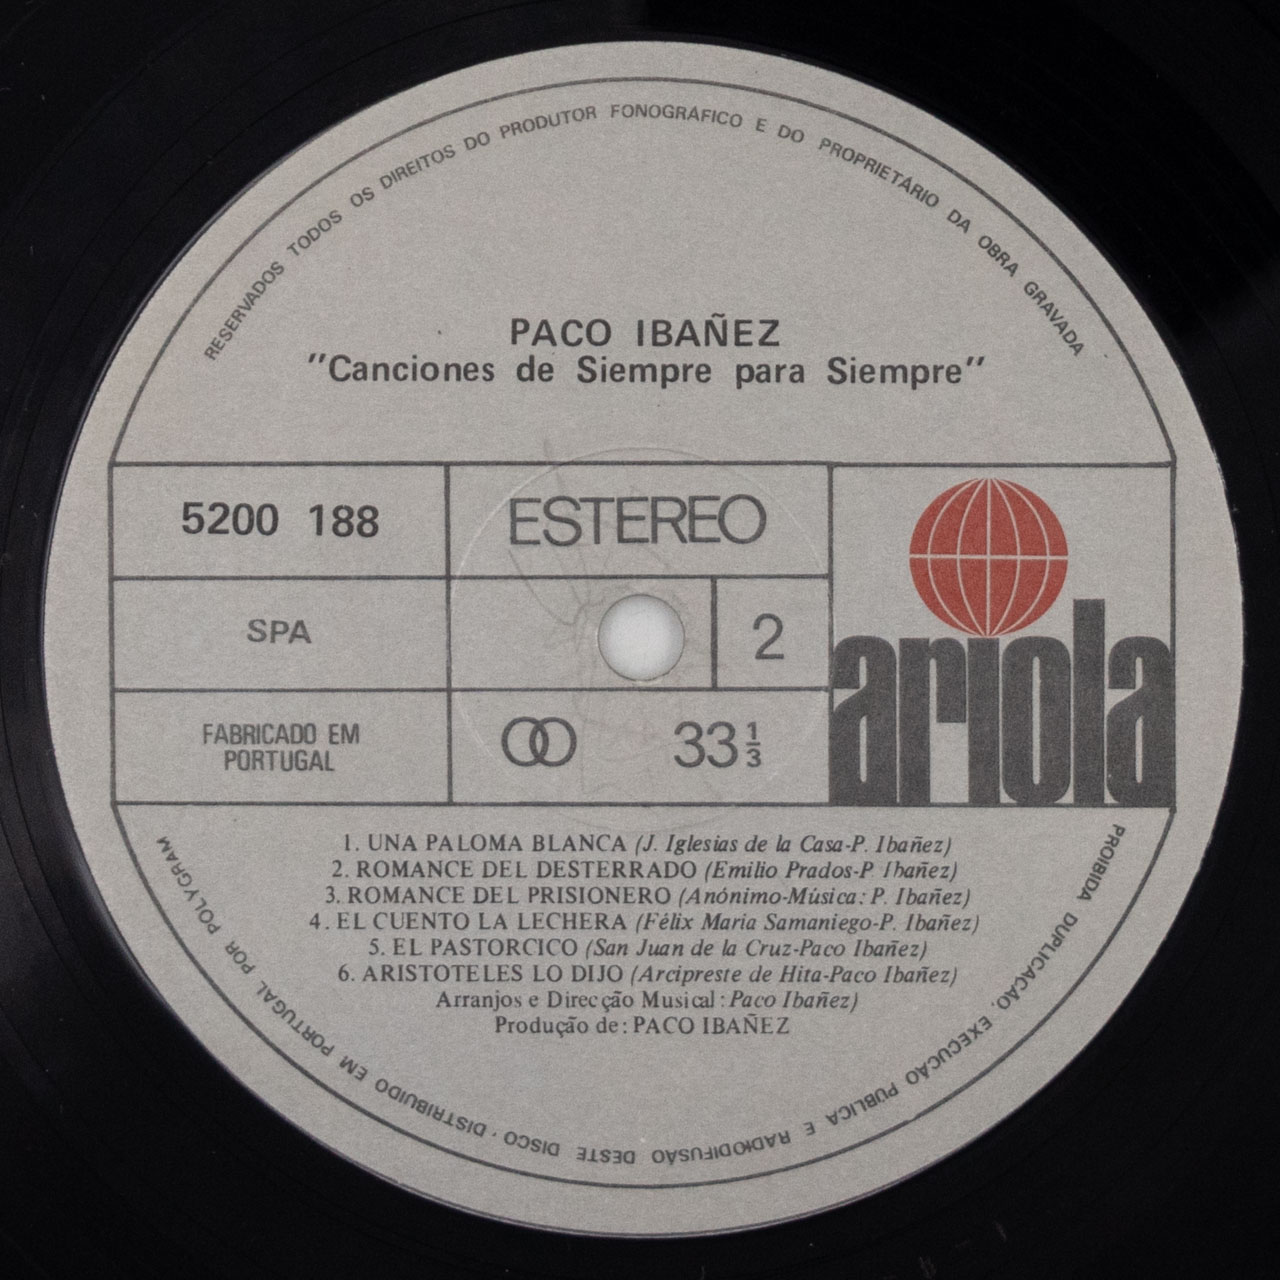 RESERVADOS TODOS OS DIREITOS DO PRODUTOR FONOGRÁFICO E DO PROPRIETÁRIO DA OBRA GRAVADA
PACO IBAÑEZ
"Canciones de Siempre para Siempre"
5200 188
ESTEREO
SPA
2
FABRICADO EM
PORTUGAL
33 1/3
ariola
1. UNA PALOMA BLANCA (J. Iglesias de la Casa-P. Ibañez)
2. ROMANCE DEL DESTERRADO (Emilio Prados-P Ibañez)
3. ROMANCE DEL PRISIONERO (Anónimo-Música: P. Ibañez)
4. EL CUENTO LA LECHERA (Félix Maria Samaniego-P. Ibañez)
5. EL PASTORCICO (San Juan de la Cruz-Paco Ibañez)
6. ARISTOTELES LO DIJO (Arcipreste de Hita-Paco Ibañez)
Arranjos e Direcção Musical: Paco Ibañez)
Produção de: PACO IBAÑEZ
PROIBIDA DUPLICAÇÃO, EXECUÇÃO PÚBLICA E RADIODIFUSÃO DESTE DISCO · DISTRIBUIDO EM PORTUGAL POR POLYGRAM